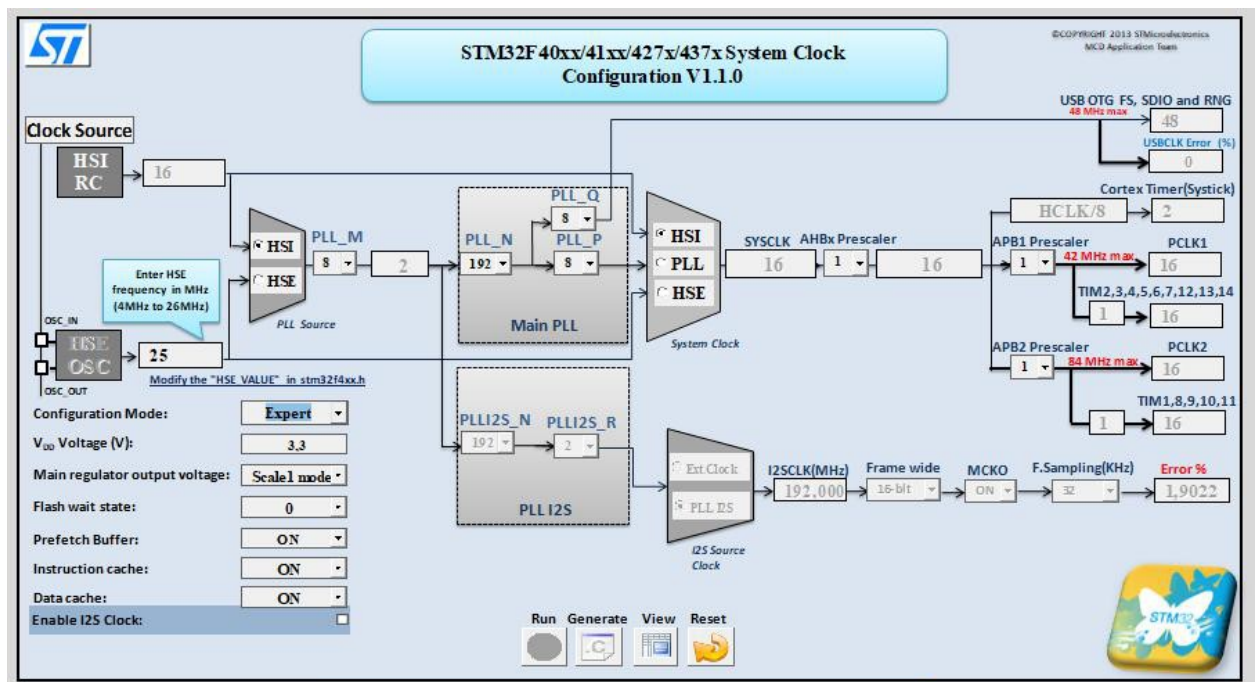 ST
STM32F40xx/41xx/427x/437x System Clock
Configuration V1.1.0
©COPYRIGHT 2013 STMicroelectronics
MCD Application Team
USB OTG FS, SDIO and RNG
48 MHz max
48
USBCLK Error (%)
0
Clock Source
HSI
RC
16
Cortex Timer(Systick)
HCLK/8
2
PLL_Q
8
PLL_M
8
2
HSI
HSE
PLL Source
PLL_N
192
PLL_P
8
Main PLL
HSI
PLL
HSE
System Clock
SYSCLK
16
AHBx Prescaler
1
16
APB1 Prescaler
1
42 MHz max
PCLK1
16
TIM2,3,4,5,6,7,12,13,14
1
16
APB2 Prescaler
1
84 MHz max
PCLK2
16
TIM1,8,9,10,11
1
16
Enter HSE
frequency in MHz
(4MHz to 26MHz)
OSC_IN
HSE
OSC
OSC_OUT
25
Modify the "HSE_VALUE" in stm32f4xx.h
Configuration Mode: Expert
VDD Voltage (V): 3,3
Main regulator output voltage: Scale1 mode
Flash wait state: 0
Prefetch Buffer: ON
Instruction cache: ON
Data cache: ON
Enable I2S Clock:
PLLI2S_N
192
PLLI2S_R
2
PLL I2S
Ext Clock
PLL I2S
I2S Source
Clock
I2SCLK(MHz)
192,000
Frame wide
16-bit
MCKO
ON
F.Sampling(KHz)
32
Error %
1,9022
Run Generate View Reset
.C
STM32